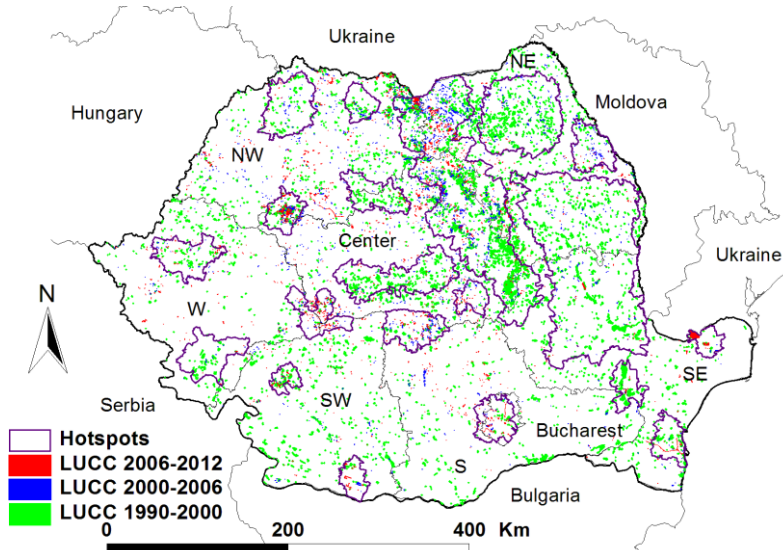 Ukraine
NE
Hungary
Moldova
NW
Center
Ukraine
N
W
SE
Serbia
SW
Bucharest
S
Bulgaria
Hotspots
LUCC 2006-2012
LUCC 2000-2006
LUCC 1990-2000
0 200 400 Km